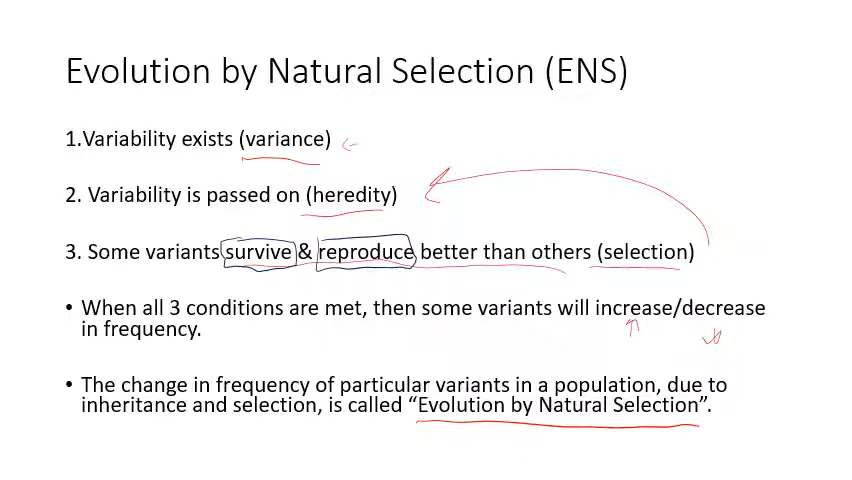 Evolution by Natural Selection (ENS)
1.Variability exists (variance)
2. Variability is passed on (heredity)
3. Some variants survive & reproduce better than others (selection)
• When all 3 conditions are met, then some variants will increase/decrease
in frequency.
• The change in frequency of particular variants in a population, due to
inheritance and selection, is called “Evolution by Natural Selection”.